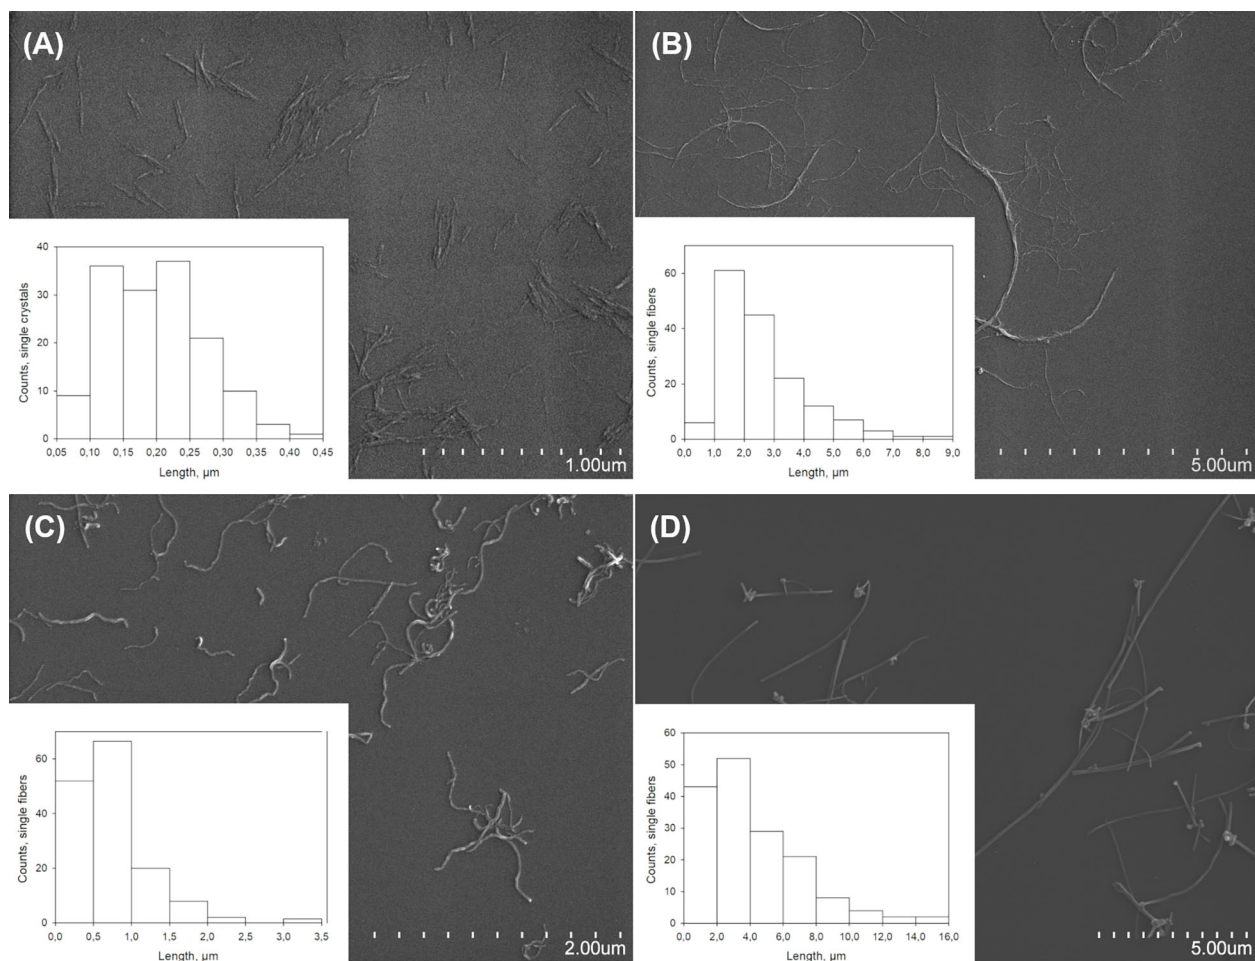 (A)
40
30
20
10
0
Counts, single crystals
0,05 0,10 0,15 0,20 0,25 0,30 0,35 0,40 0,45
Length, µm
1.00um
(B)
60
40
20
0
Counts, single fibers
0,0 1,0 2,0 3,0 4,0 5,0 6,0 7,0 8,0 9,0
Length, µm
5.00um
(C)
60
40
20
0
Counts, single fibers
0,0 0,5 1,0 1,5 2,0 2,5 3,0 3,5
Length, µm
2.00um
(D)
60
50
40
30
20
10
0
Counts, single fibers
0,0 2,0 4,0 6,0 8,0 10,0 12,0 14,0 16,0
Length, µm
5.00um